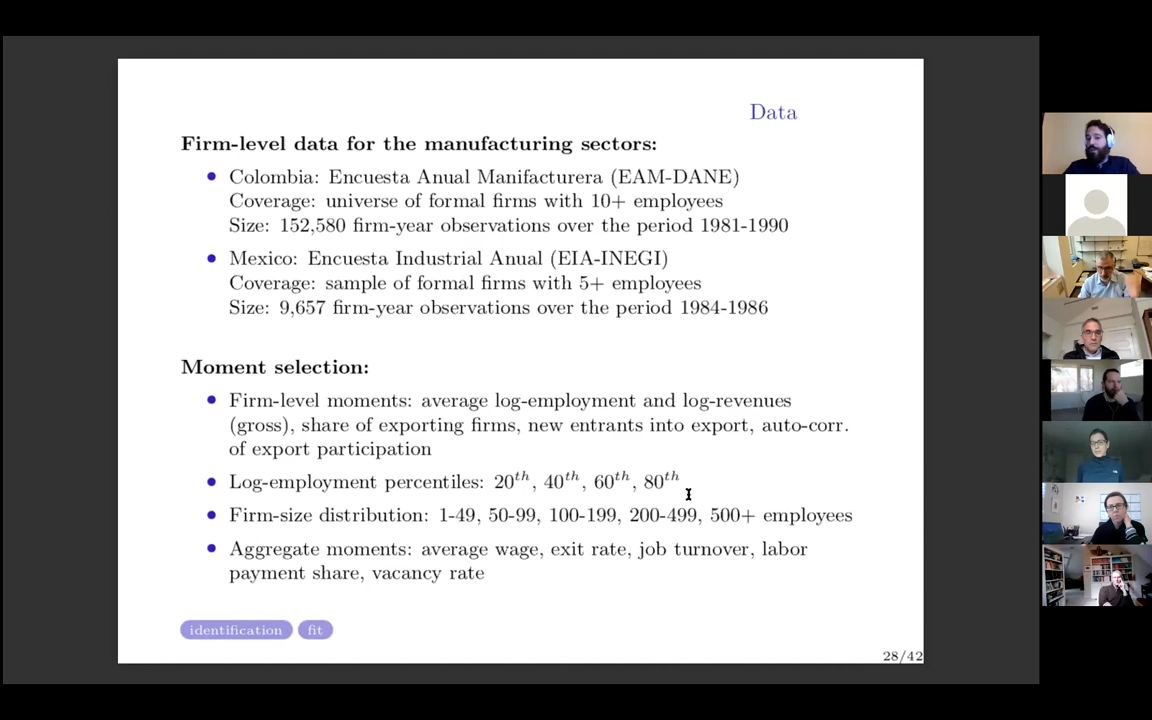 Data
Firm-level data for the manufacturing sectors:
• Colombia: Encuesta Anual Manifacturera (EAM-DANE)
Coverage: universe of formal firms with 10+ employees
Size: 152,580 firm-year observations over the period 1981-1990
• Mexico: Encuesta Industrial Anual (EIA-INEGI)
Coverage: sample of formal firms with 5+ employees
Size: 9,657 firm-year observations over the period 1984-1986
Moment selection:
• Firm-level moments: average log-employment and log-revenues
(gross), share of exporting firms, new entrants into export, auto-corr.
of export participation
• Log-employment percentiles: 20th, 40th, 60th, 80th
• Firm-size distribution: 1-49, 50-99, 100-199, 200-499, 500+ employees
• Aggregate moments: average wage, exit rate, job turnover, labor
payment share, vacancy rate
identification fit
28/42